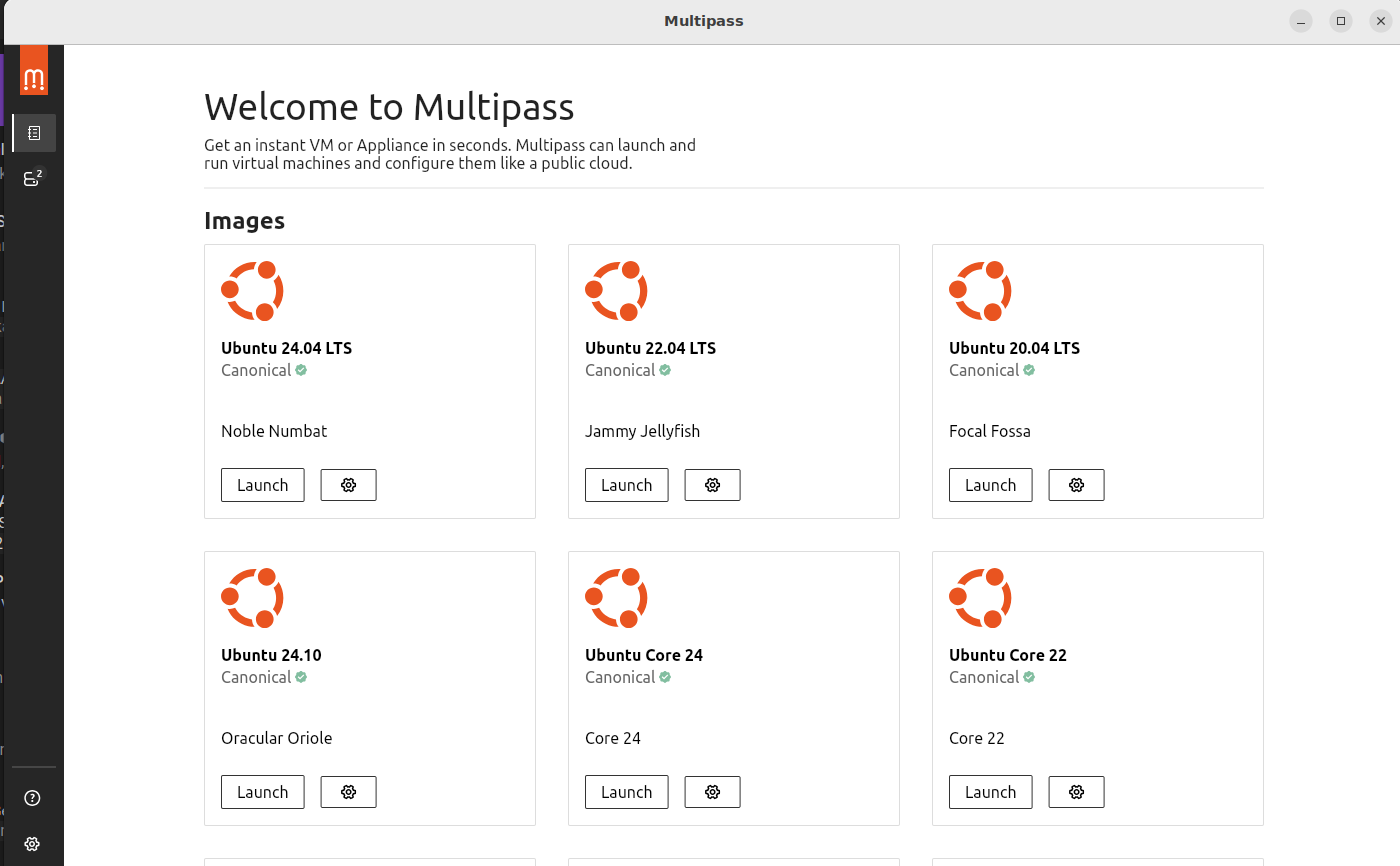 Multipass
2
Welcome to Multipass
Get an instant VM or Appliance in seconds. Multipass can launch and
run virtual machines and configure them like a public cloud.
Images
Ubuntu 24.04 LTS
Canonical
Noble Numbat
Launch
Ubuntu 22.04 LTS
Canonical
Jammy Jellyfish
Launch
Ubuntu 20.04 LTS
Canonical
Focal Fossa
Launch
Ubuntu 24.10
Canonical
Oracular Oriole
Launch
Ubuntu Core 24
Canonical
Core 24
Launch
Ubuntu Core 22
Canonical
Core 22
Launch